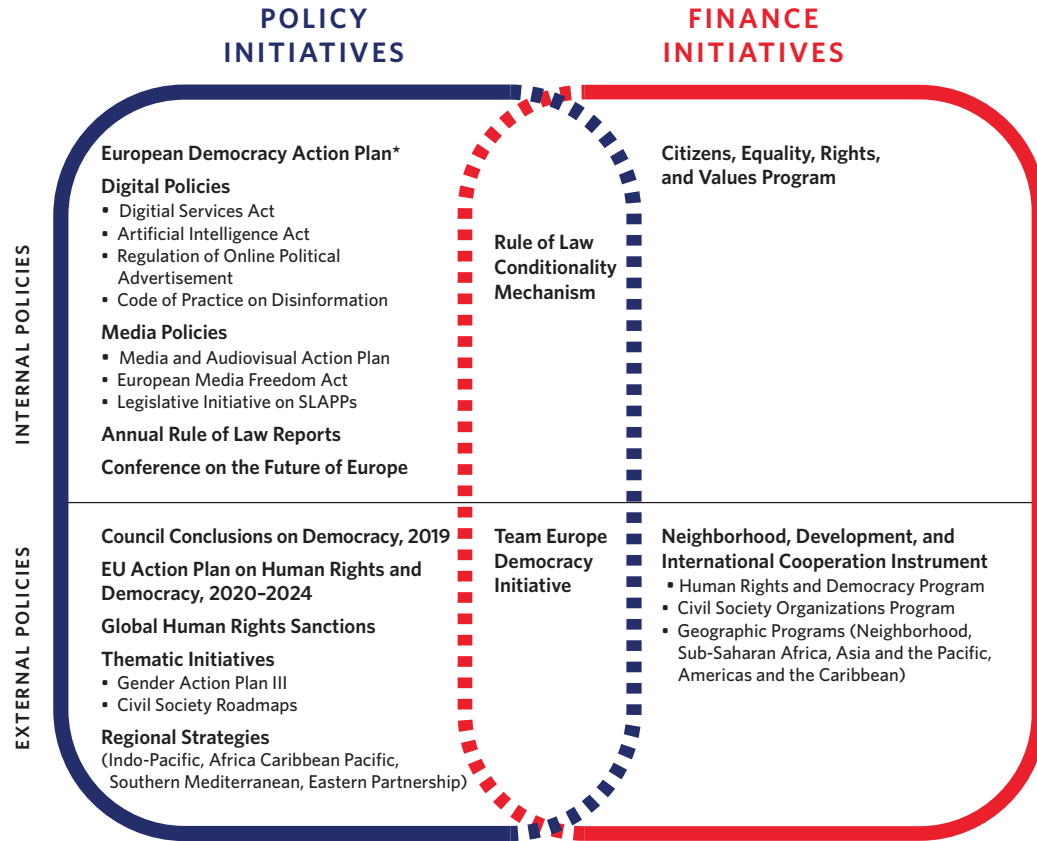 POLICY
INITIATIVES
FINANCE
INITIATIVES
INTERNAL POLICIES
European Democracy Action Plan*
Digital Policies
▪ Digitial Services Act
▪ Artificial Intelligence Act
▪ Regulation of Online Political
Advertisement
▪ Code of Practice on Disinformation
Media Policies
▪ Media and Audiovisual Action Plan
▪ European Media Freedom Act
▪ Legislative Initiative on SLAPPs
Annual Rule of Law Reports
Conference on the Future of Europe
Rule of Law
Conditionality
Mechanism
Citizens, Equality, Rights,
and Values Program
EXTERNAL POLICIES
Council Conclusions on Democracy, 2019
EU Action Plan on Human Rights and
Democracy, 2020–2024
Global Human Rights Sanctions
Thematic Initiatives
▪ Gender Action Plan III
▪ Civil Society Roadmaps
Regional Strategies
(Indo-Pacific, Africa Caribbean Pacific,
Southern Mediterranean, Eastern Partnership)
Team Europe
Democracy
Initiative
Neighborhood, Development, and
International Cooperation Instrument
▪ Human Rights and Democracy Program
▪ Civil Society Organizations Program
▪ Geographic Programs (Neighborhood,
Sub-Saharan Africa, Asia and the Pacific,
Americas and the Caribbean)